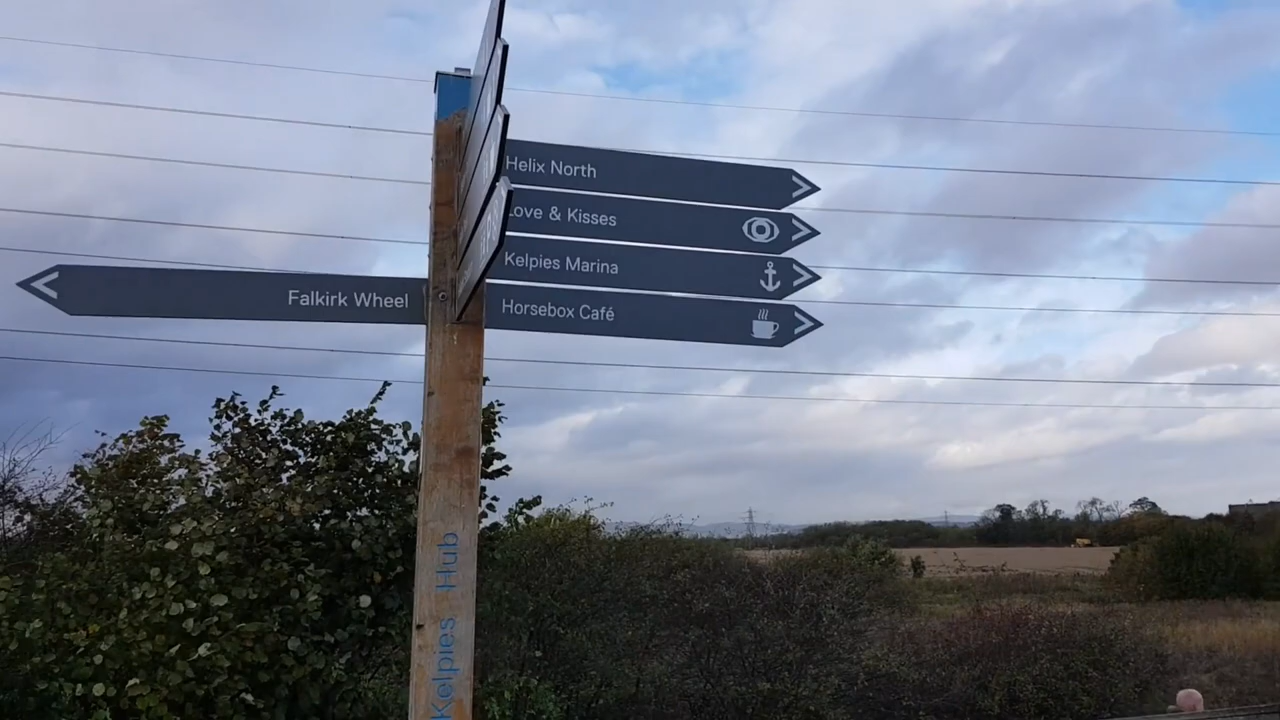 Helix North
Love & Kisses
Kelpies Marina
Falkirk Wheel
Horsebox Café
Kelpies Hub